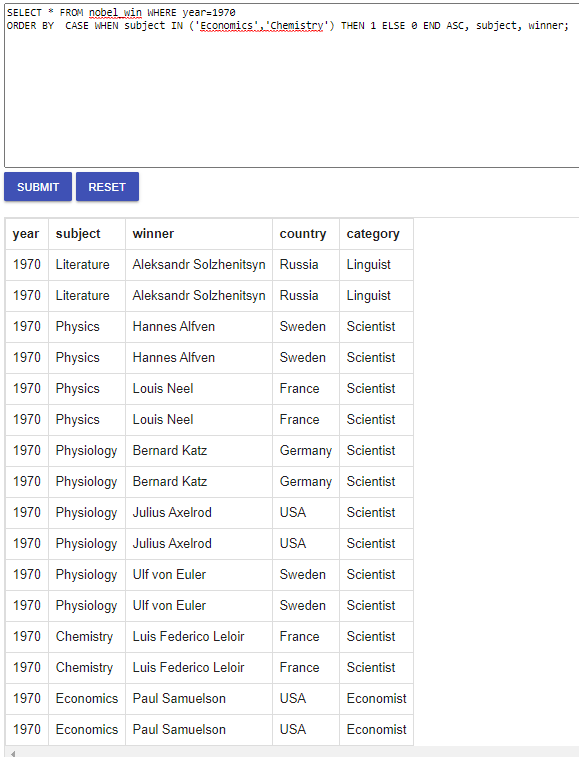 SELECT * FROM nobel_win WHERE year=1970
ORDER BY  CASE WHEN subject IN ('Economics','Chemistry') THEN 1 ELSE 0 END ASC, subject, winner;
SUBMIT RESET
year subject winner country category
1970 Literature Aleksandr Solzhenitsyn Russia Linguist
1970 Literature Aleksandr Solzhenitsyn Russia Linguist
1970 Physics Hannes Alfven Sweden Scientist
1970 Physics Hannes Alfven Sweden Scientist
1970 Physics Louis Neel France Scientist
1970 Physics Louis Neel France Scientist
1970 Physiology Bernard Katz Germany Scientist
1970 Physiology Bernard Katz Germany Scientist
1970 Physiology Julius Axelrod USA Scientist
1970 Physiology Julius Axelrod USA Scientist
1970 Physiology Ulf von Euler Sweden Scientist
1970 Physiology Ulf von Euler Sweden Scientist
1970 Chemistry Luis Federico Leloir France Scientist
1970 Chemistry Luis Federico Leloir France Scientist
1970 Economics Paul Samuelson USA Economist
1970 Economics Paul Samuelson USA Economist